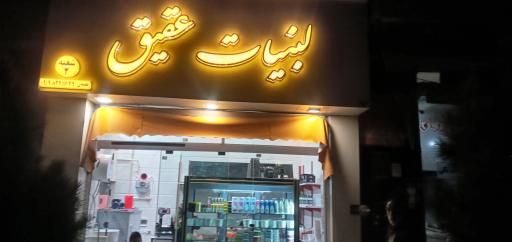 لبنیات عقیق
شعبه
۲